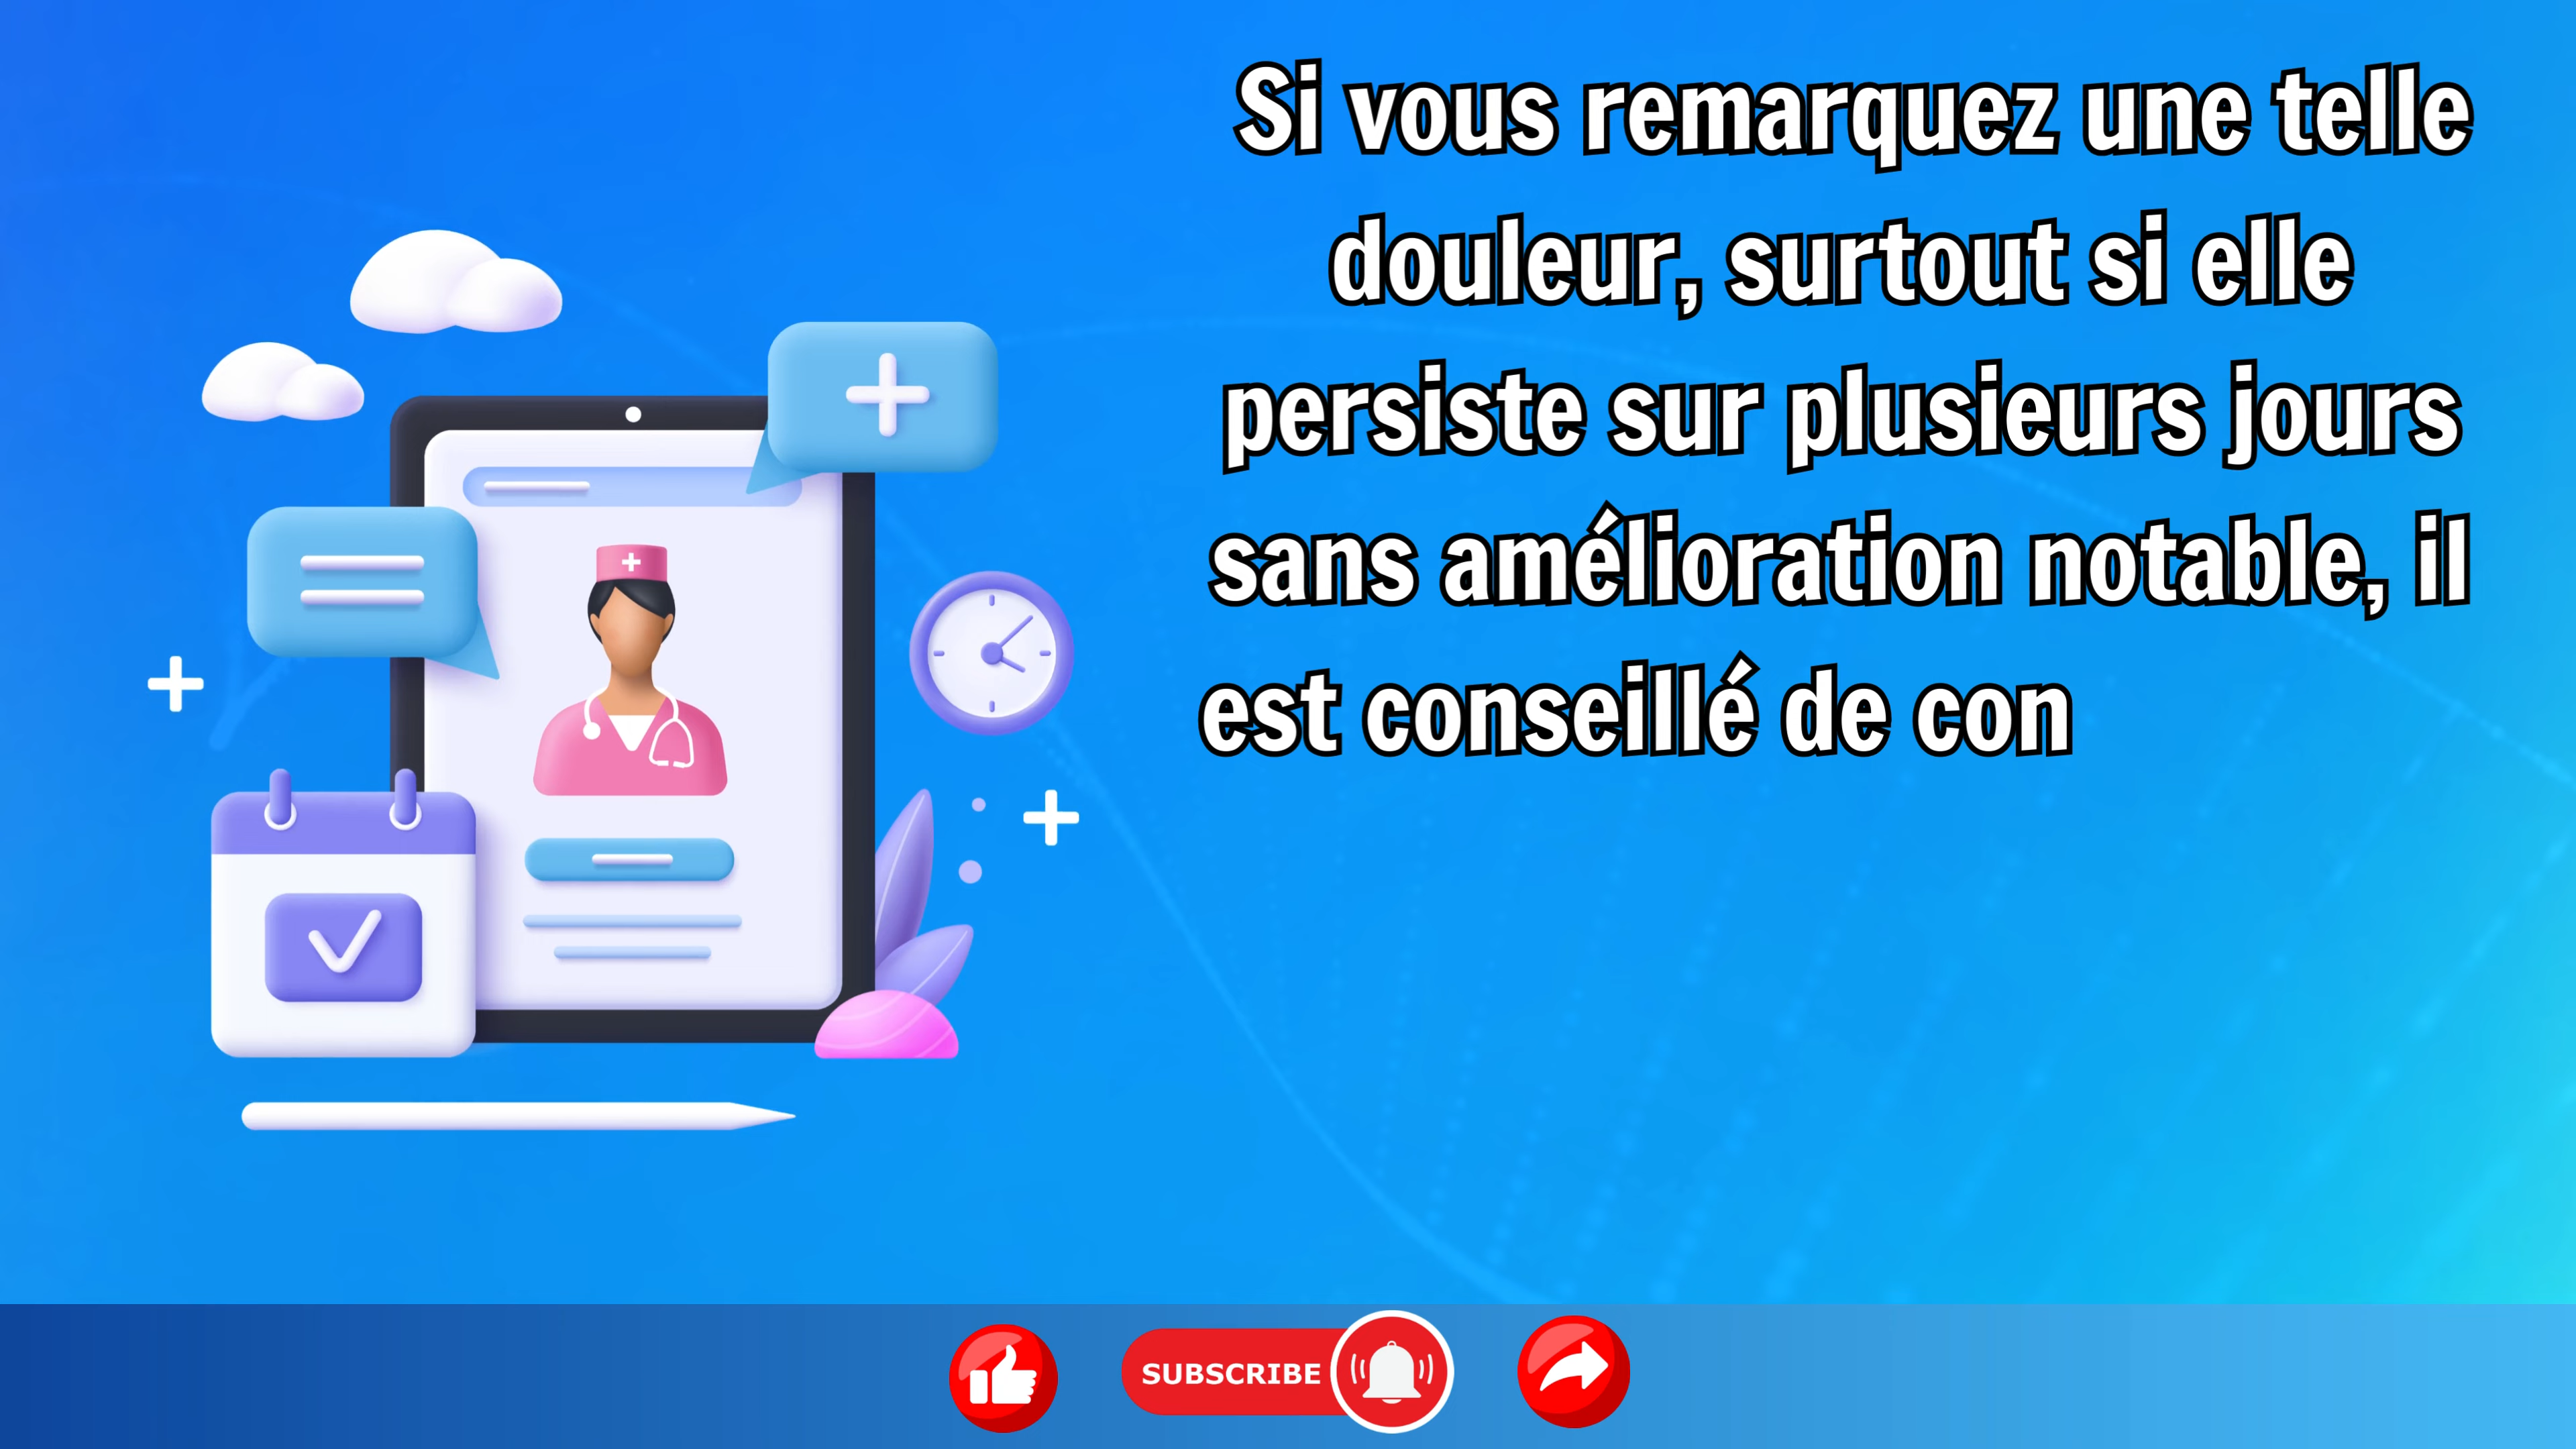 Si vous remarquez une telle
douleur, surtout si elle
persiste sur plusieurs jours
sans amélioration notable, il
est conseillé de con
SUBSCRIBE